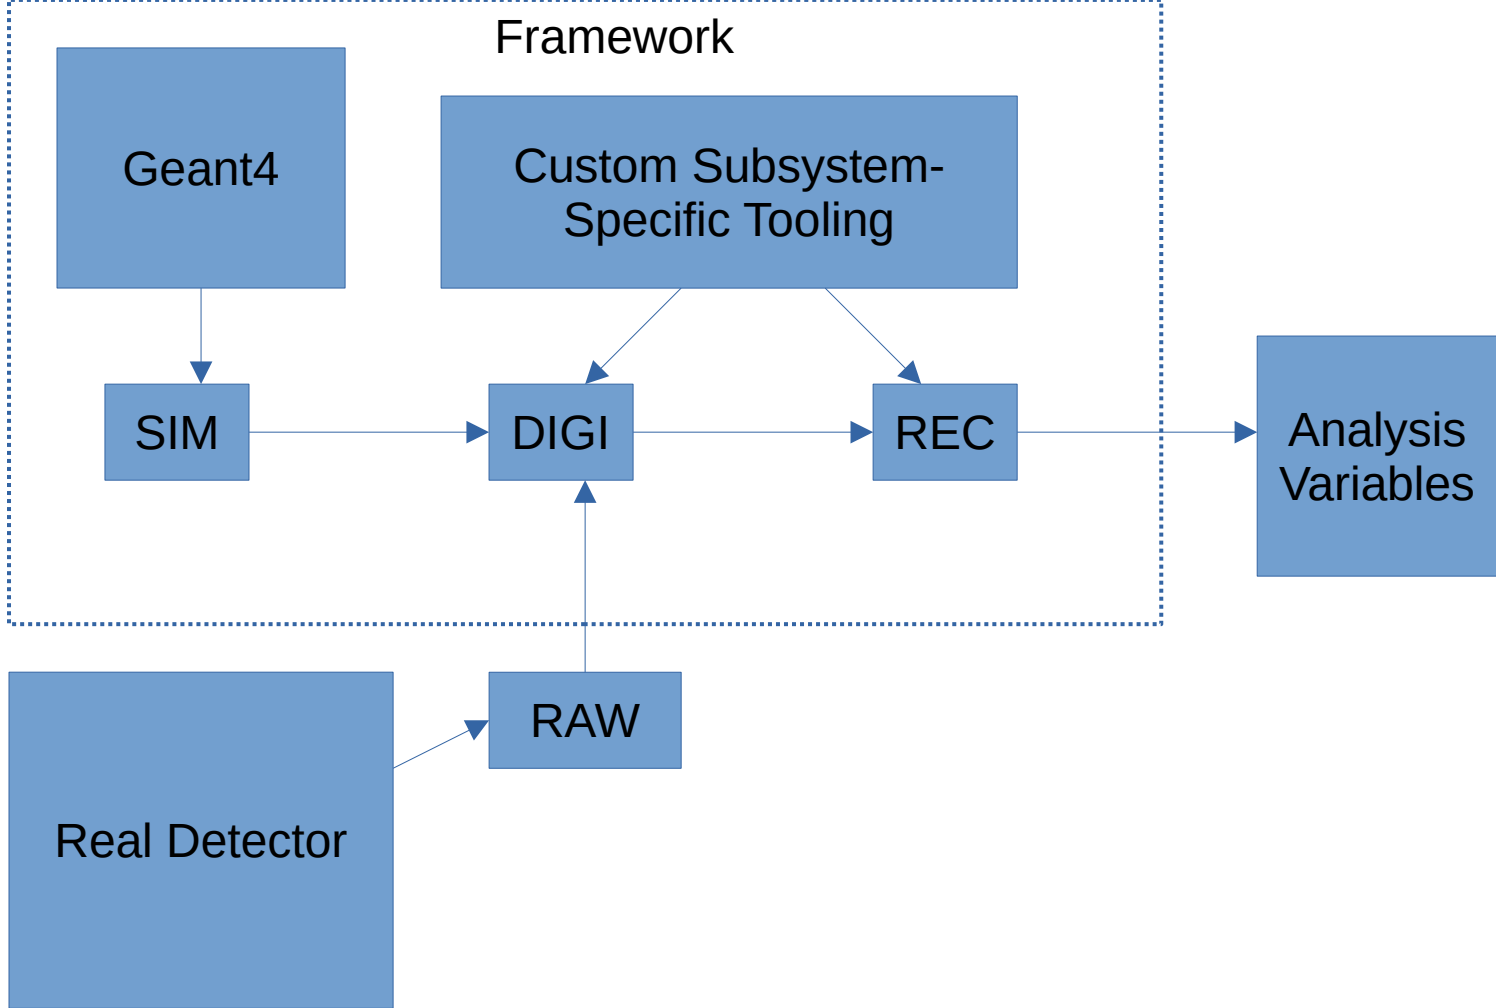 Framework
Geant4
Custom Subsystem-
Specific Tooling
SIM
DIGI
REC
Analysis
Variables
RAW
Real Detector